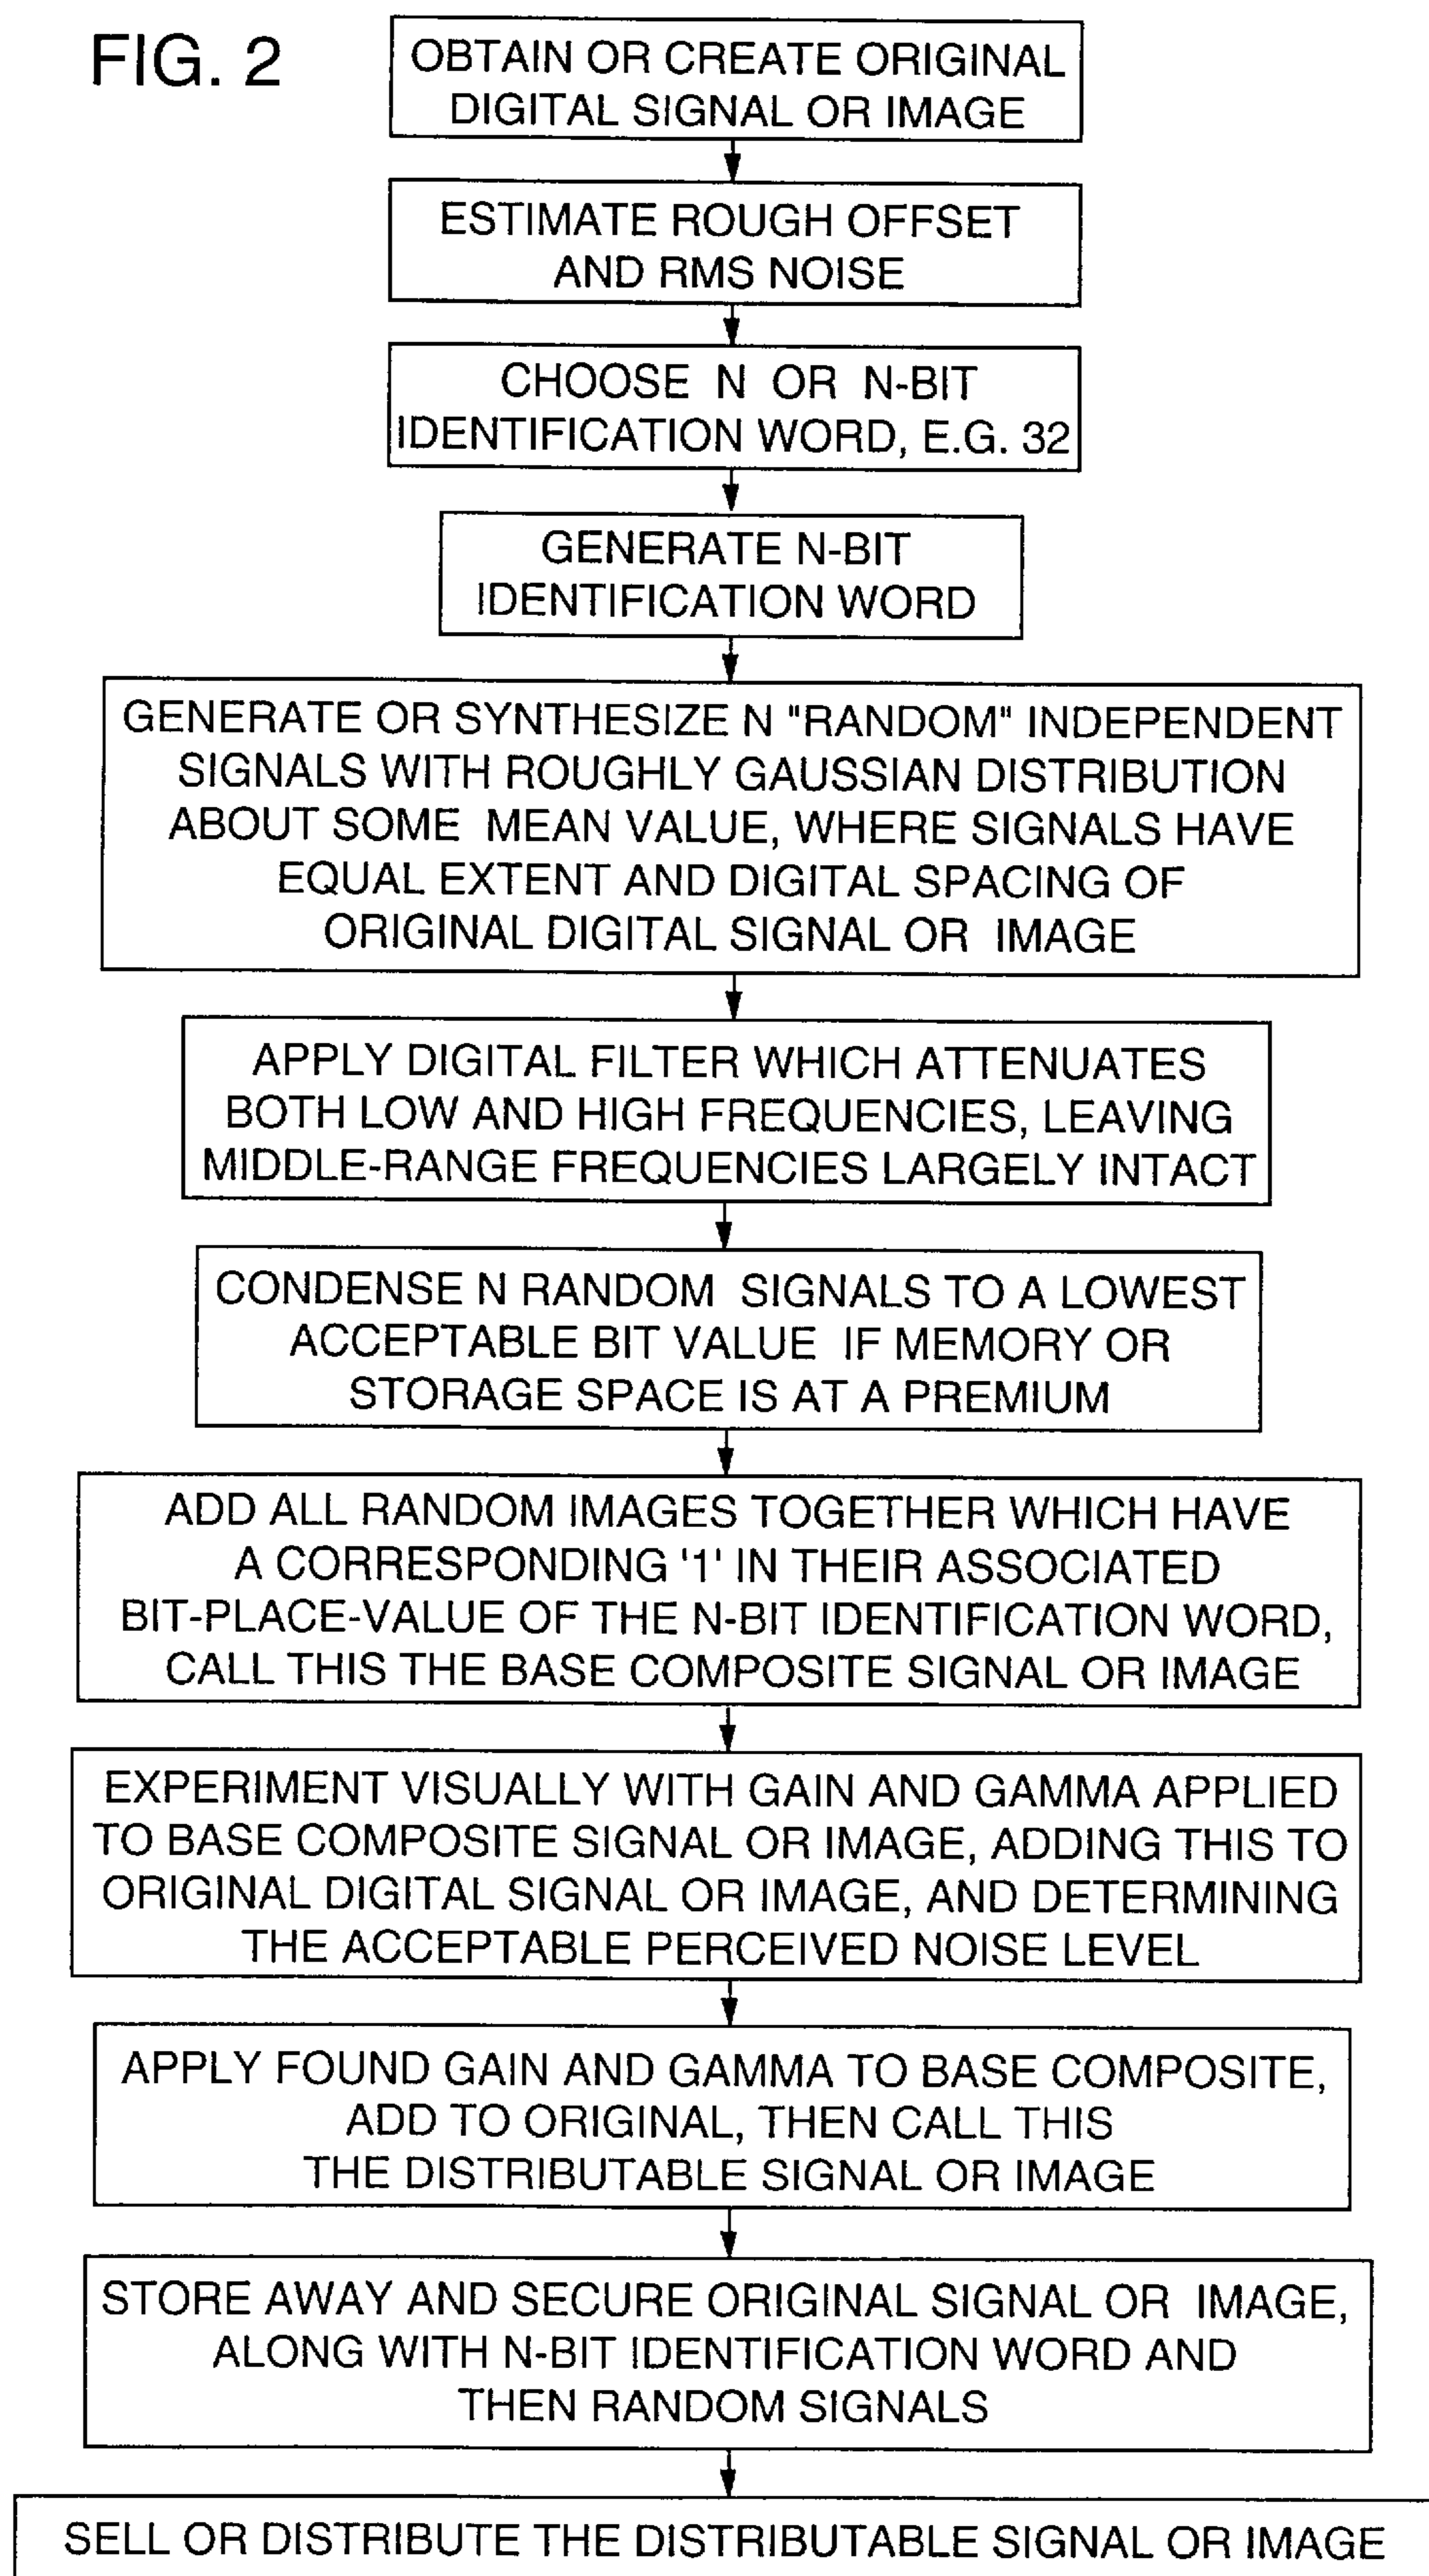 FIG. 2
OBTAIN OR CREATE ORIGINAL
DIGITAL SIGNAL OR IMAGE
ESTIMATE ROUGH OFFSET
AND RMS NOISE
CHOOSE N OR N-BIT
IDENTIFICATION WORD, E.G. 32
GENERATE N-BIT
IDENTIFICATION WORD
GENERATE OR SYNTHESIZE N "RANDOM" INDEPENDENT
SIGNALS WITH ROUGHLY GAUSSIAN DISTRIBUTION
ABOUT SOME MEAN VALUE, WHERE SIGNALS HAVE
EQUAL EXTENT AND DIGITAL SPACING OF
ORIGINAL DIGITAL SIGNAL OR IMAGE
APPLY DIGITAL FILTER WHICH ATTENUATES
BOTH LOW AND HIGH FREQUENCIES, LEAVING
MIDDLE-RANGE FREQUENCIES LARGELY INTACT
CONDENSE N RANDOM SIGNALS TO A LOWEST
ACCEPTABLE BIT VALUE IF MEMORY OR
STORAGE SPACE IS AT A PREMIUM
ADD ALL RANDOM IMAGES TOGETHER WHICH HAVE
A CORRESPONDING '1' IN THEIR ASSOCIATED
BIT-PLACE-VALUE OF THE N-BIT IDENTIFICATION WORD,
CALL THIS THE BASE COMPOSITE SIGNAL OR IMAGE
EXPERIMENT VISUALLY WITH GAIN AND GAMMA APPLIED
TO BASE COMPOSITE SIGNAL OR IMAGE, ADDING THIS TO
ORIGINAL DIGITAL SIGNAL OR IMAGE, AND DETERMINING
THE ACCEPTABLE PERCEIVED NOISE LEVEL
APPLY FOUND GAIN AND GAMMA TO BASE COMPOSITE,
ADD TO ORIGINAL, THEN CALL THIS
THE DISTRIBUTABLE SIGNAL OR IMAGE
STORE AWAY AND SECURE ORIGINAL SIGNAL OR IMAGE,
ALONG WITH N-BIT IDENTIFICATION WORD AND
THEN RANDOM SIGNALS
SELL OR DISTRIBUTE THE DISTRIBUTABLE SIGNAL OR IMAGE